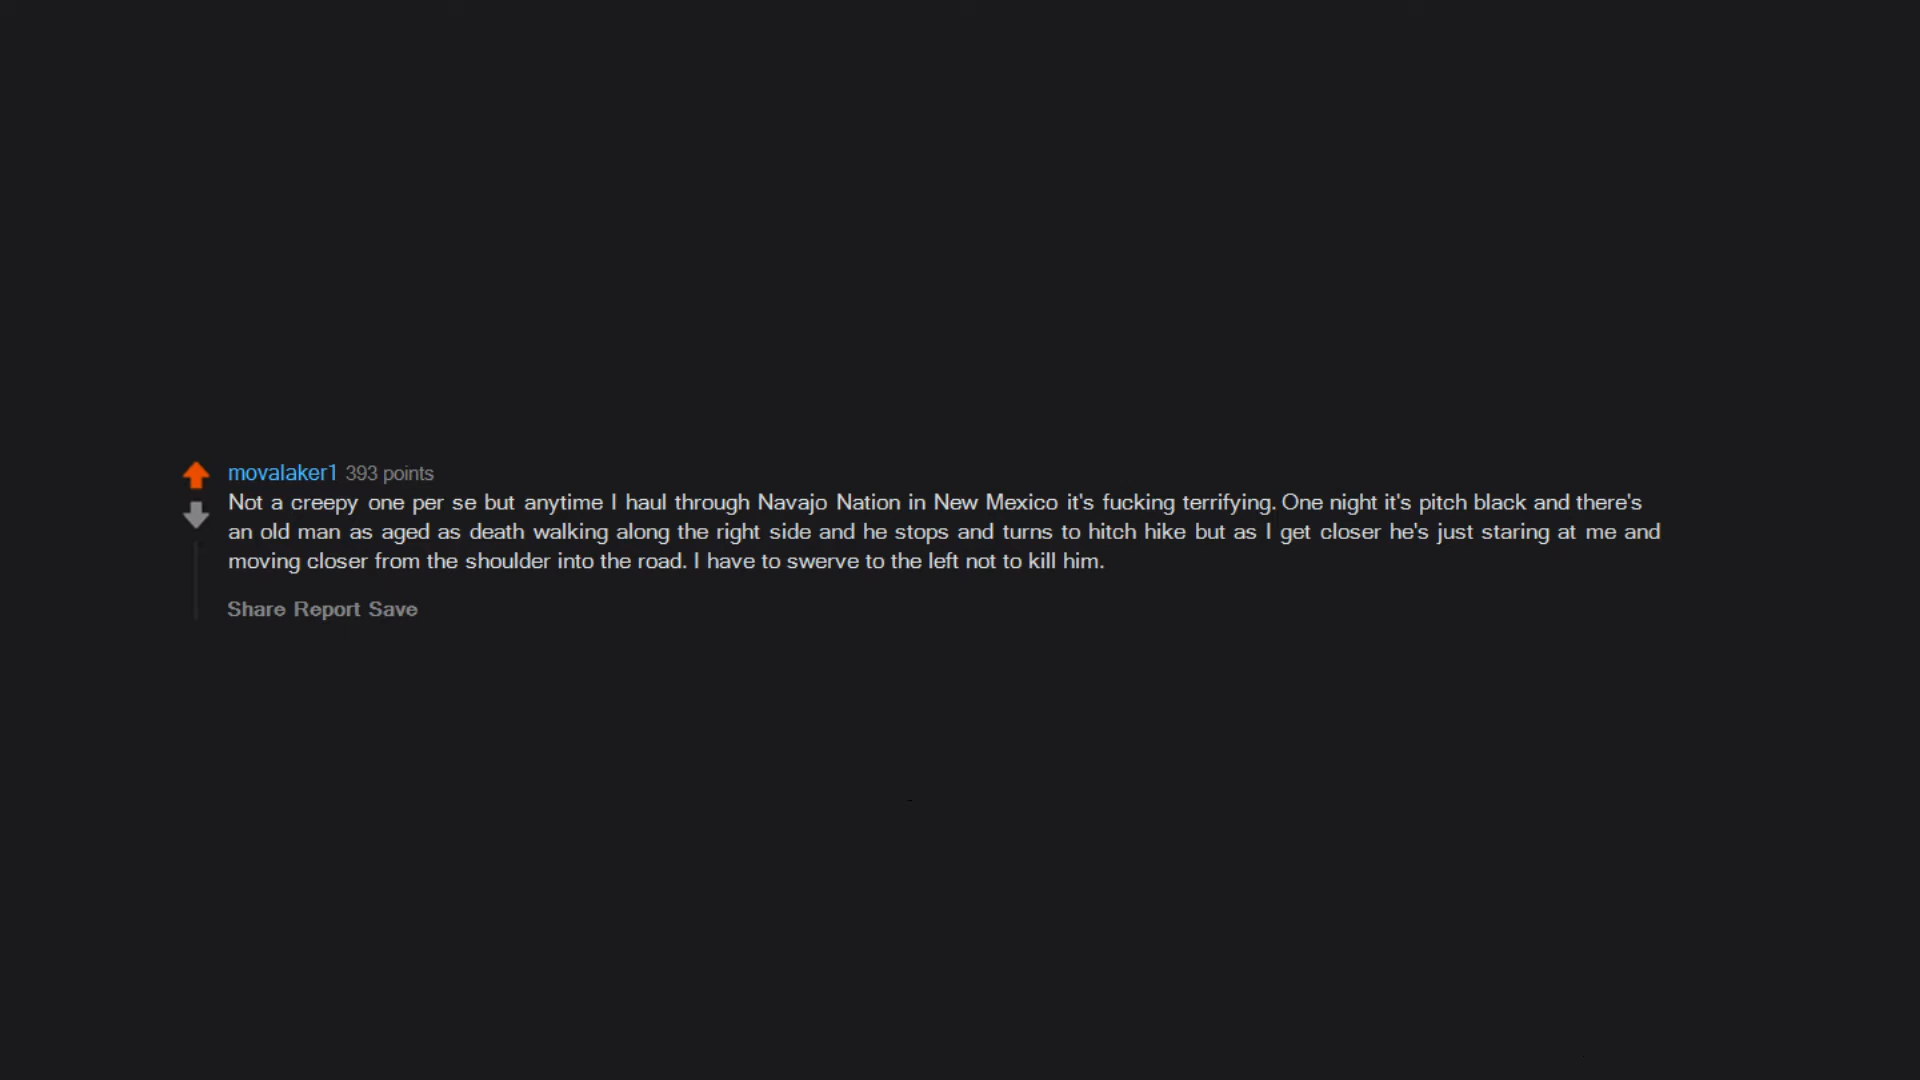 movalaker1 393 points
Not a creepy one per se but anytime I haul through Navajo Nation in New Mexico it's fucking terrifying. One night it's pitch black and there's
an old man as aged as death walking along the right side and he stops and turns to hitch hike but as I get closer he's just staring at me and
moving closer from the shoulder into the road. I have to swerve to the left not to kill him.
Share Report Save